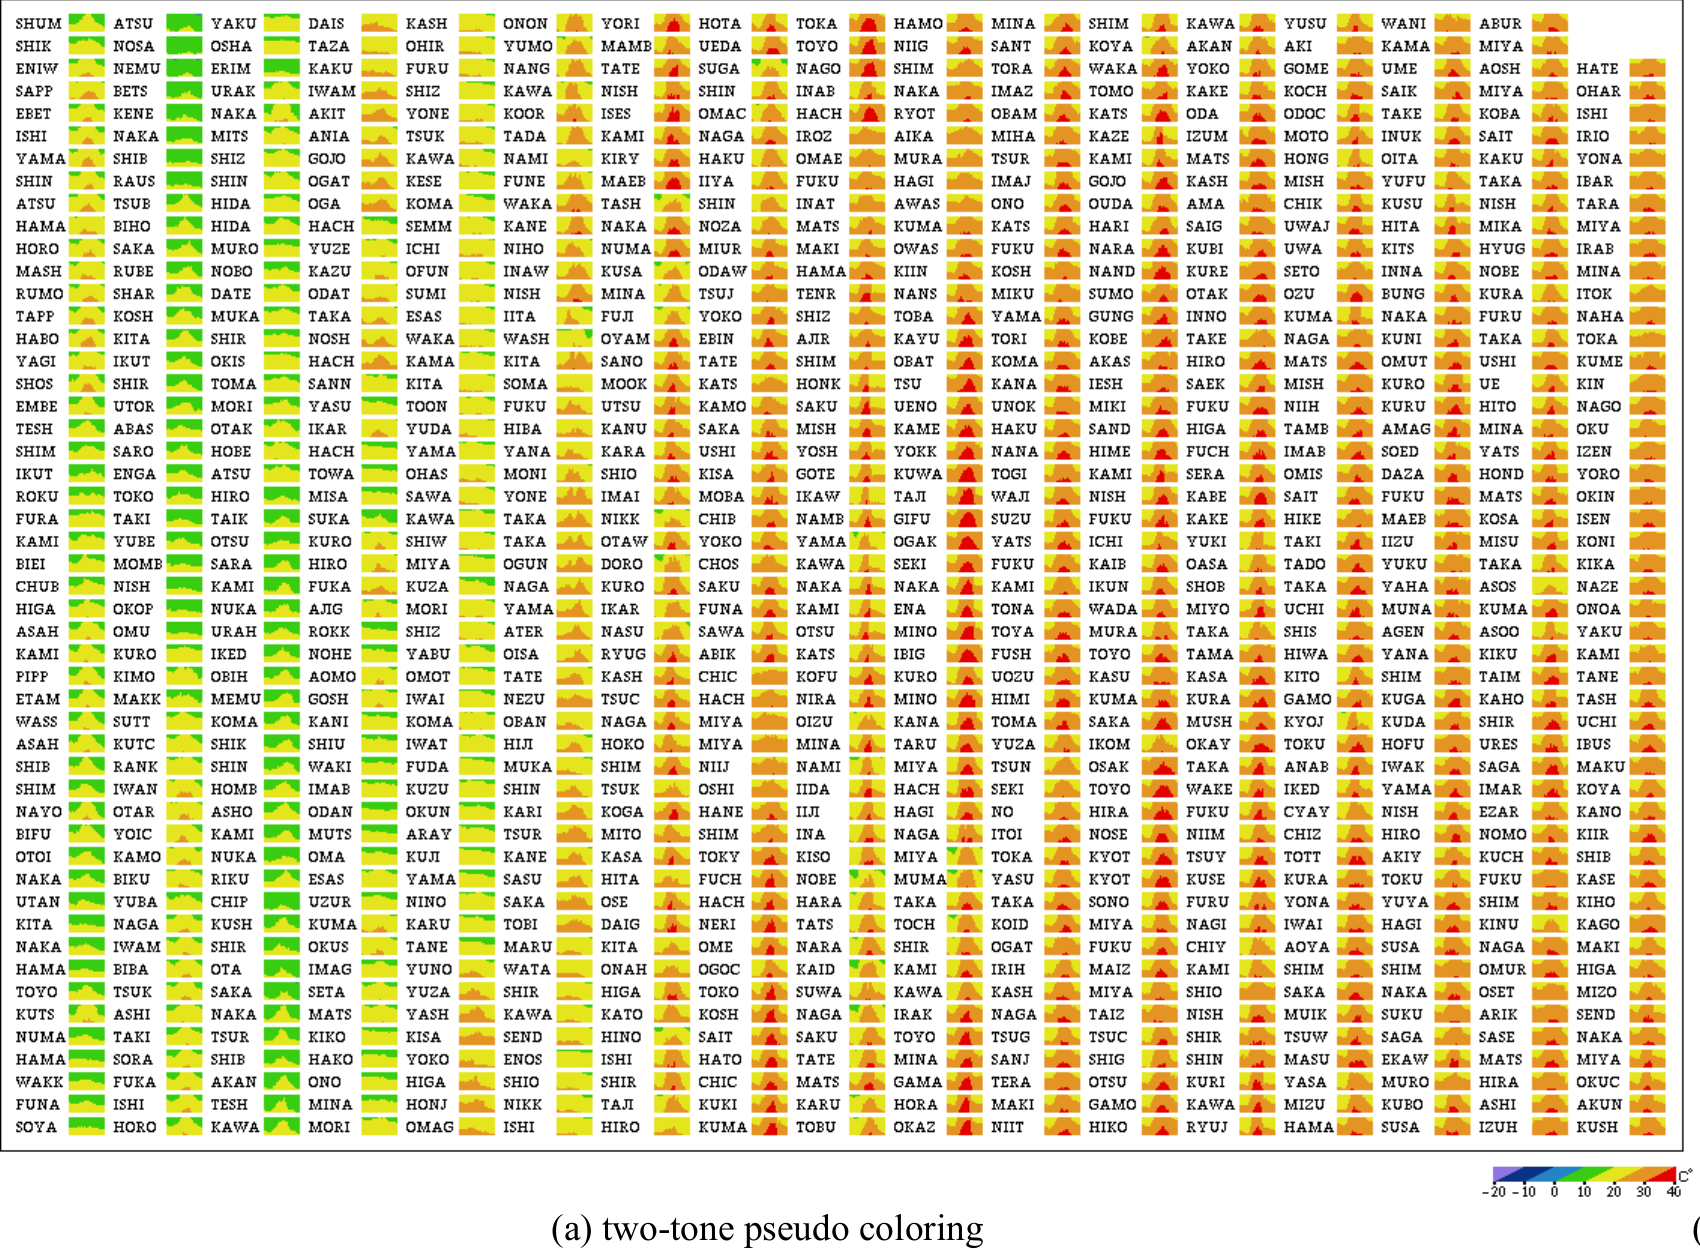 SHUM ATSU YAKU DAIS KASH ONON YORI HOTA TOKA HAMO MINA SHIM KAWA YUSU WANI ABUR
SHIK NOSA OSHA TAZA OHIR YUMO MAMB UEDA TOYO NIIG SANT KOYA AKAN AKI KAMA MIYA
ENIW NEMU ERIM KAKU FURU NANG TATE SUGA NAGO SHIM TORA WAKA YOKO GOME UME AOSH HATE
SAPP BETS URAK IWAM SHIZ KAWA NISH SHIN INAB NAKA IMAZ TOMO KAKE KOCH SAIK MIYA OHAR
EBET KENE NAKA AKIT YONE KOOR ISES OMAC HACH RYOT OBAM KATS ODA ODOC TAKE KOBA ISHI
ISHI NAKA MITS ANIA TSUK TADA KAMI NAGA IROZ AIKA MIHA KAZE IZUM MOTO INUK SAIT IRIO
YAMA SHIB SHIZ GOJO KAWA NAMI KIRY HAKU OMAE MURA TSUR KAMI MATS HONG OITA KAKU YONA
SHIN RAUS SHIN OGAT KESE FUNE MAEB IIYA FUKU HAGI IMAJ GOJO KASH MISH YUFU TAKA IBAR
ATSU TSUB HIDA OGA KOMA WAKA TASH SHIN INAT AWAS ONO OUDA AMA CHIK KUSU NISH TARA
HAMA BIHO HIDA HACH SEMM KANE NAKA NOZA MATS KUMA KATS HARI SAIG UWAJ HITA MIKA MIYA
HORO SAKA MURO YUZE ICHI NIHO NUMA MIUR MAKI OWAS FUKU NARA KUBI UWA KITS HYUG IRAB
MASH RUBE NOBO KAZU OFUN INAW KUSA ODAW HAMA KIIN KOSH NAND KURE SETO INNA NOBE MINA
RUMO SHAR DATE ODAT SUMI NISH MINA TSUJ TENR NANS MIKU SUMO OTAK OZU BUNG KURA ITOK
TAPP KOSH MUKA TAKA ESAS IITA FUJI YOKO SHIZ TOBA YAMA GUNG INNO KUMA NAKA FURU NAHA
HABO KITA SHIR NOSH WAKA WASH OYAM EBIN AJIR KAYU TORI KOBE TAKE NAGA KUNI TAKA TOKA
YAGI IKUT OKIS HACH KAMA KITA SANO TATE SHIM OBAT KOMA AKAS HIRO MATS OMUT USHI KUME
SHOS SHIR TOMA SANN KITA SOMA MOOK KATS HONK TSU KANA IESH SAEK MISH KURO UE KIN
EMBE UTOR MORI YASU TOON FUKU UTSU KAMO SAKU UENO UNOK MIKI FUKU NIIH KURU HITO NAGO
TESH ABAS OTAK IKAR YUDA HIBA KANU SAKA MISH KAME HAKU SAND HIGA TAMB AMAG MINA OKU
SHIM SARO HOBE HACH YAMA YANA KARA USHI YOSH YOKK NANA HIME FUCH IMAB SOED YATS IZEN
IKUT ENGA ATSU TOWA OHAS MONI SHIO KISA GOTE KUWA TOGI KAMI SERA OMIS DAZA HOND YORO
ROKU TOKO HIRO MISA SAWA YONE IMAI MOBA IKAW TAJI WAJI NISH KABE SAIT FUKU MATS OKIN
FURA TAKI TAIK SUKA KAWA TAKA NIKK CHIB NAMB GIFU SUZU FUKU KAKE HIKE MAEB KOSA ISEN
KAMI YUBE OTSU KURO SHIW TAKA OTAW YOKO YAMA OGAK YATS ICHI YUKI TAKI IIZU MISU KONI
BIEI MOMB SARA HIRO MIYA OGUN DORO CHOS KAWA SEKI FUKU KAIB OASA TADO YUKU TAKA KIKA
CHUB NISH KAMI FUKA KUZA NAGA KURO SAKU NAKA NAKA KAMI IKUN SHOB TAKA YAHA ASOS NAZE
HIGA OKOP NUKA AJIG MORI YAMA IKAR FUNA KAMI ENA TONA WADA MIYO UCHI MUNA KUMA ONOA
ASAH OMU URAH ROKK SHIZ ATER NASU SAWA OTSU MINO TOYA MURA TAKA SHIS AGEN ASOO YAKU
KAMI KURO IKED NOHE YABU OISA RYUG ABIK KATS IBIG FUSH TOYO TAMA HIWA YANA KIKU KAMI
PIPP KIMO OBIH AOMO OMOT TATE KASH CHIC KOFU KURO UOZU KASU KASA KITO SHIM TAIM TANE
ETAM MAKK MEMU GOSH IWAI NEZU TSUC HACH NIRA MINO HIMI KUMA KURA GAMO KUGA KAHO TASH
WASS SUTT KOMA KANI KOMA OBAN NAGA MIYA OIZU KANA TOMA SAKA MUSH KYOJ KUDA SHIR UCHI
ASAH KUTC SHIK SHIU IWAT HIJI HOKO MIYA MINA TARU YUZA IKOM OKAY TOKU HOFU URES IBUS
SHIB RANK SHIN WAKI FUDA MUKA SHIM NIIJ NAMI MIYA TSUN OSAK TAKA ANAB IWAK SAGA MAKU
SHIM IWAN HOMB IMAB KUZU SHIN TSUK OSHI IIDA HACH SEKI TOYO WAKE IKED YAMA IMAR KOYA
NAYO OTAR ASHO ODAN OKUN KARI KOGA HANE IIJI HAGI NO HIRA FUKU CYAY NISH EZAR KANO
BIFU YOIC KAMI MUTS ARAY TSUR MITO SHIM INA NAGA ITOI NOSE NIIM CHIZ HIRO NOMO KIIR
OTOI KAMO NUKA OMA KUJI KANE KASA TOKY KISO MIYA TOKA KYOT TSUY TOTT AKIY KUCH SHIB
NAKA BIKU RIKU ESAS YAMA SASU HITA FUCH NOBE MUMA YASU KYOT KUSE KURA TOKU FUKU KASE
UTAN YUBA CHIP UZUR NINO SAKA OSE HACH HARA TAKA TAKA SONO FURU YONA YUYA SHIM KIHO
KITA NAGA KUSH KUMA KARU TOBI DAIG NERI TATS TOCH KOID MIYA NAGI IWAI HAGI KINU KAGO
NAKA IWAM SHIR OKUS TANE MARU KITA OME NARA SHIR OGAT FUKU CHIY AOYA SUSA NAGA MAKI
HAMA BIBA OTA IMAG YUNO WATA ONAH OGOC KAID KAMI IRIH MAIZ KAMI SHIM SHIM OMUR HIGA
TOYO TSUK SAKA SETA YUZA SHIR HIGA TOKO SUWA KAWA KASH MIYA SHIO SAKA NAKA OSET MIZO
KUTS ASHI NAKA MATS YASH KAWA KATO KOSH NAGA IRAK NAGA TAIZ NISH MUIK SUKU ARIK SEND
NUMA TAKI TSUR KIKO KISA SEND HINO SAIT SAKU TOYO TSUG TSUC SHIR TSUW SAGA SASE NAKA
HAMA SORA SHIB HAKO YOKO ENOS ISHI HATO TATE MINA SANJ SHIG SHIN MASU EKAW MATS MIYA
WAKK FUKA AKAN ONO HIGA SHIO SHIR CHIC MATS GAMA TERA OTSU KURI YASA MURO HIRA OKUC
FUNA ISHI TESH MINA HONJ NIKK TAJI KUKI KARU HORA MAKI GAMO KAWA MIZU KUBO ASHI AKUN
SOYA HORO KAWA MORI OMAG ISHI HIRO KUMA TOBU OKAZ NIIT HIKO RYUJ HAMA SUSA IZUH KUSH
C°
-20 -10 0 10 20 30 40
(a) two-tone pseudo coloring
(